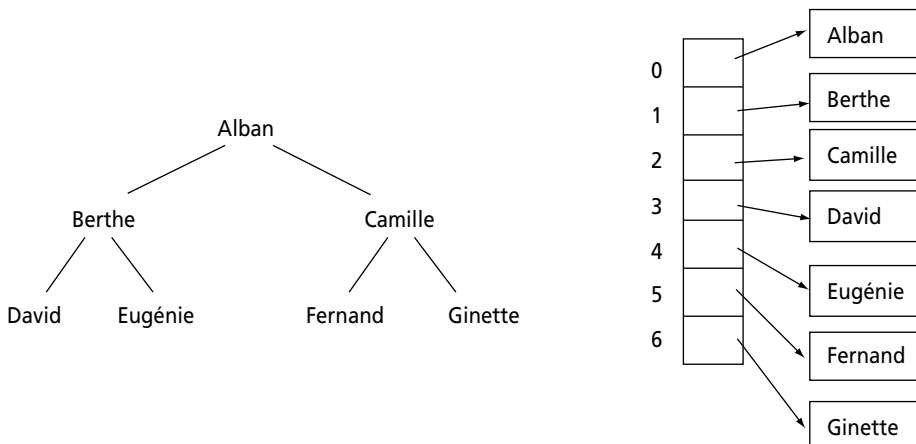 Alban
Berthe Camille
David Eugénie Fernand Ginette
0 Alban
1 Berthe
2 Camille
3 David
4 Eugénie
5 Fernand
6 Ginette